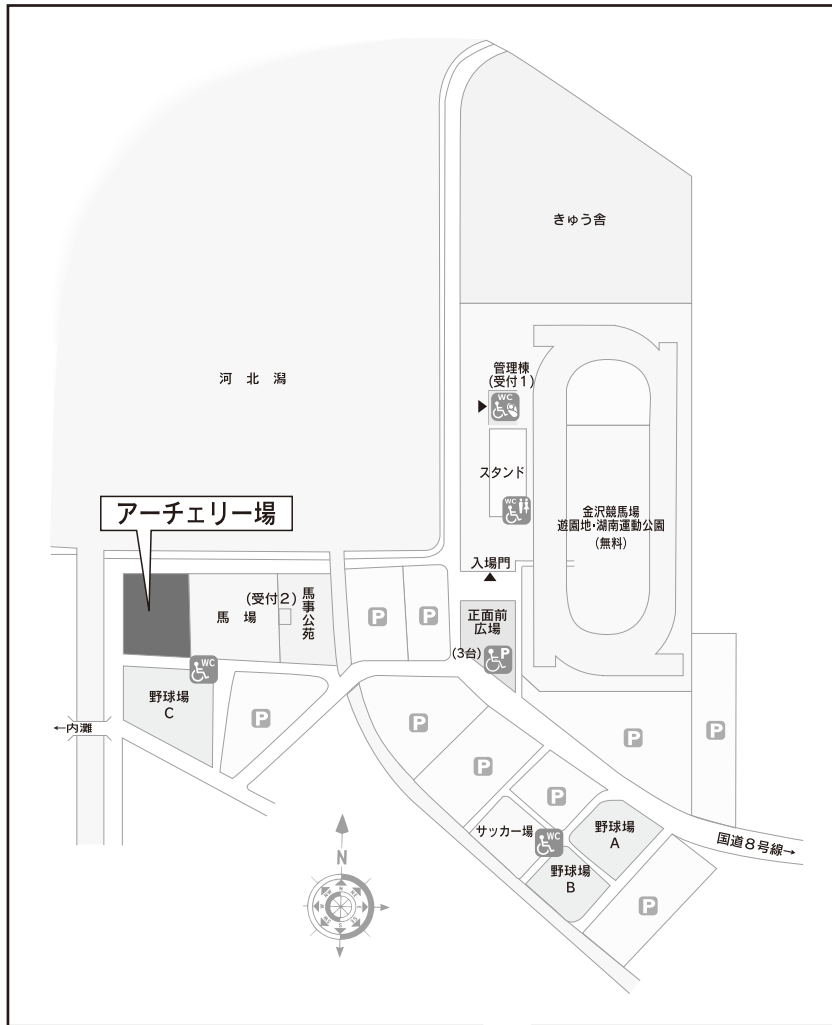 きゅう舎
河北潟
管理棟
(受付1)
WC
スタンド
WC
アーチェリー場
金沢競馬場
遊園地・湖南運動公園
(無料)
入場門
(受付2)
馬場
馬事公苑
P
P
正面前
広場
(3台)
P
WC
野球場
C
P
←内灘
P
P
P
P
P
サッカー場
WC
野球場
A
野球場
B
国道8号線→
P
N